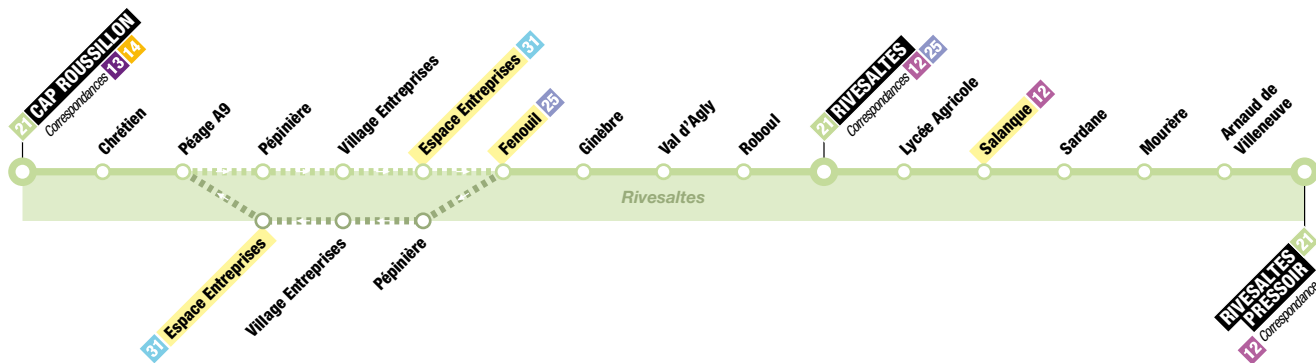 21 CAP ROUSSILLON
Correspondances 13 14
Chrétien
Péage A9
Pépinière
Village Entreprises
Espace Entreprises 31
Fenouil 25
Ginèbre
Val d'Agly
Roboul
21 RIVESALTES
Correspondances 12 25
Lycée Agricole
Salanque 12
Sardane
Mourère
Arnaud de
Villeneuve
Rivesaltes
31 Espace Entreprises
Village Entreprises
Pépinière
RIVESALTES 21
PRESSOIR
12 Correspondance